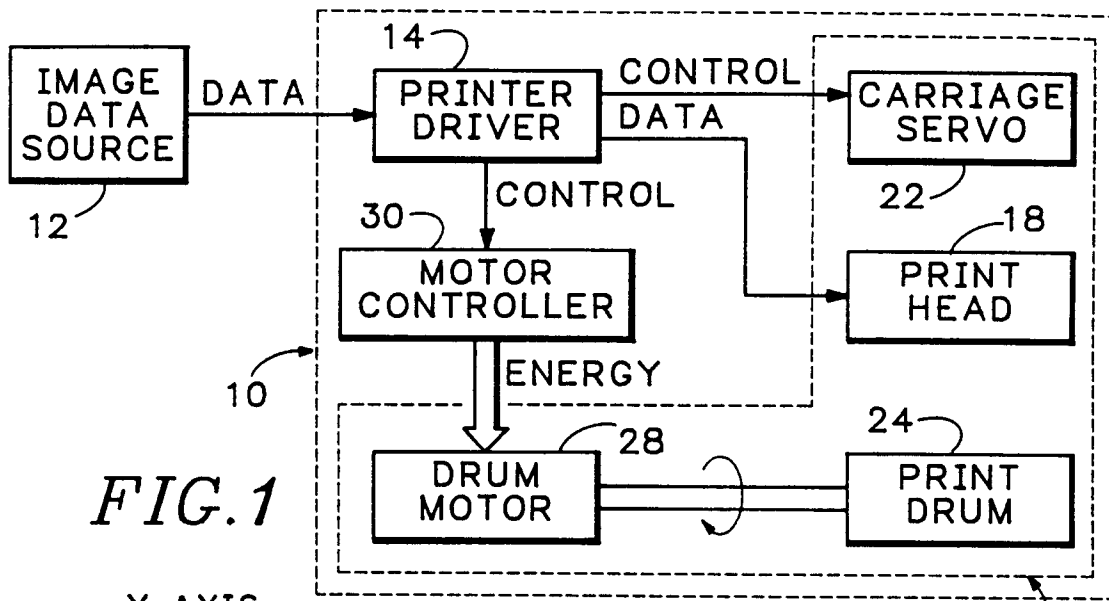 14
IMAGE
DATA
SOURCE
12
DATA
PRINTER
DRIVER
CONTROL
DATA
CARRIAGE
SERVO
22
CONTROL
30
MOTOR
CONTROLLER
18
PRINT
HEAD
10
ENERGY
28
DRUM
MOTOR
24
PRINT
DRUM
FIG.1